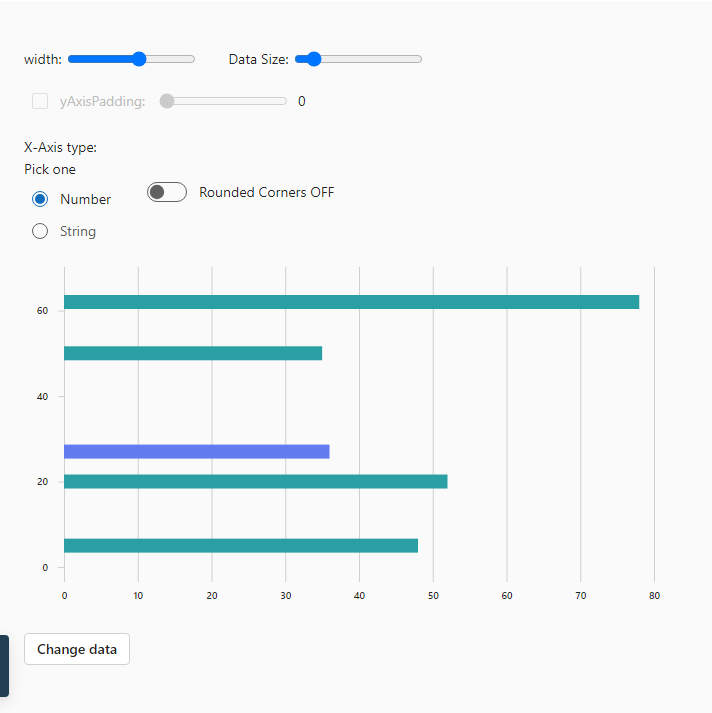 width: Data Size:
yAxisPadding: 0
X-Axis type:
Pick one
Number
Rounded Corners OFF
String
60
40
20
0
0 10 20 30 40 50 60 70 80
Change data